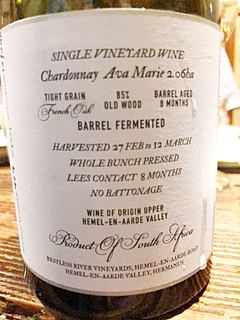 SINGLE VINEYARD WINE
Chardonnay Ava Marie 2.06ha
TIGHT GRAIN 85% BARREL AGED
French Oak OLD WOOD 8 MONTHS
BARREL FERMENTED
HARVESTED 27 FEB to 12 MARCH
WHOLE BUNCH PRESSED
LEES CONTACT 8 MONTHS
NO BATTONAGE
WINE OF ORIGIN UPPER
HEMEL-EN-AARDE VALLEY
Product Of South Africa
RESTLESS RIVER VINEYARDS, HEMEL-EN-AARDE ROAD
HEMEL-EN-AARDE VALLEY, HERMANUS